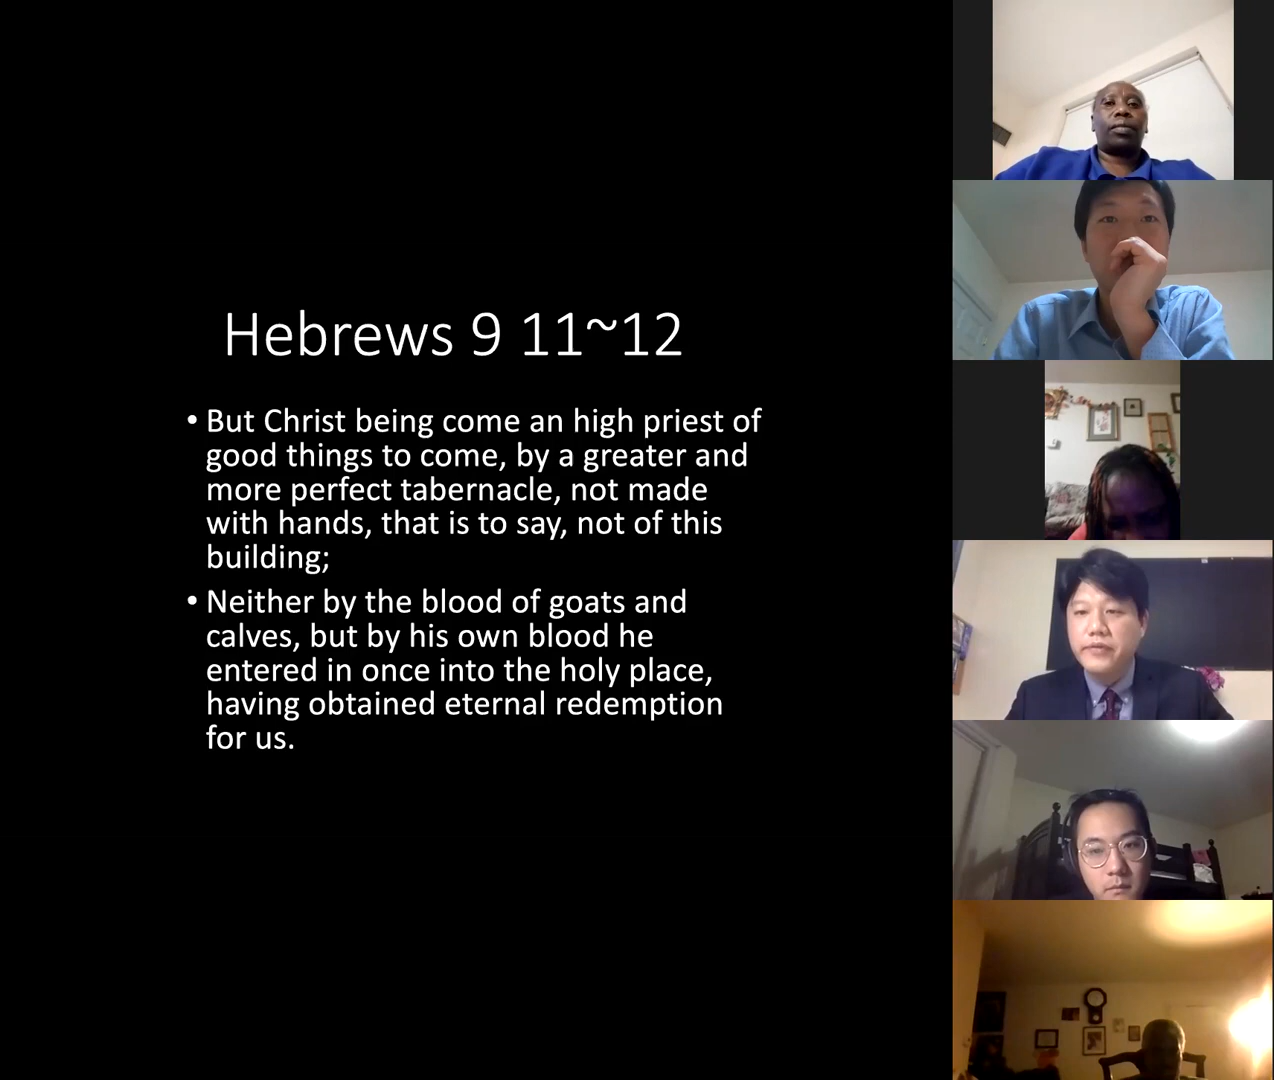 Hebrews 9 11~12
• But Christ being come an high priest of
good things to come, by a greater and
more perfect tabernacle, not made
with hands, that is to say, not of this
building;
• Neither by the blood of goats and
calves, but by his own blood he
entered in once into the holy place,
having obtained eternal redemption
for us.